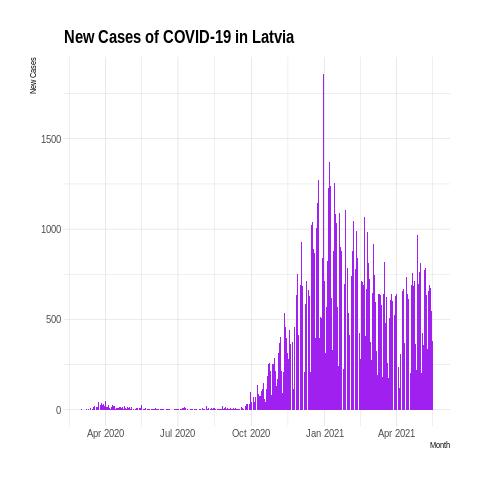 New Cases of COVID-19 in Latvia
New Cases
1500
1000
500
0
Apr 2020 Jul 2020 Oct 2020 Jan 2021 Apr 2021
Month